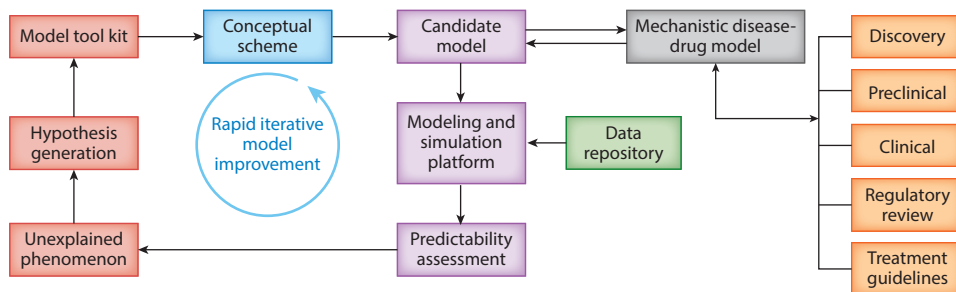 Model tool kit
Conceptual
scheme
Candidate
model
Mechanistic disease-
drug model
Discovery
Preclinical
Clinical
Regulatory
review
Treatment
guidelines
Hypothesis
generation
Rapid iterative
model
improvement
Modeling and
simulation
platform
Data
repository
Unexplained
phenomenon
Predictability
assessment